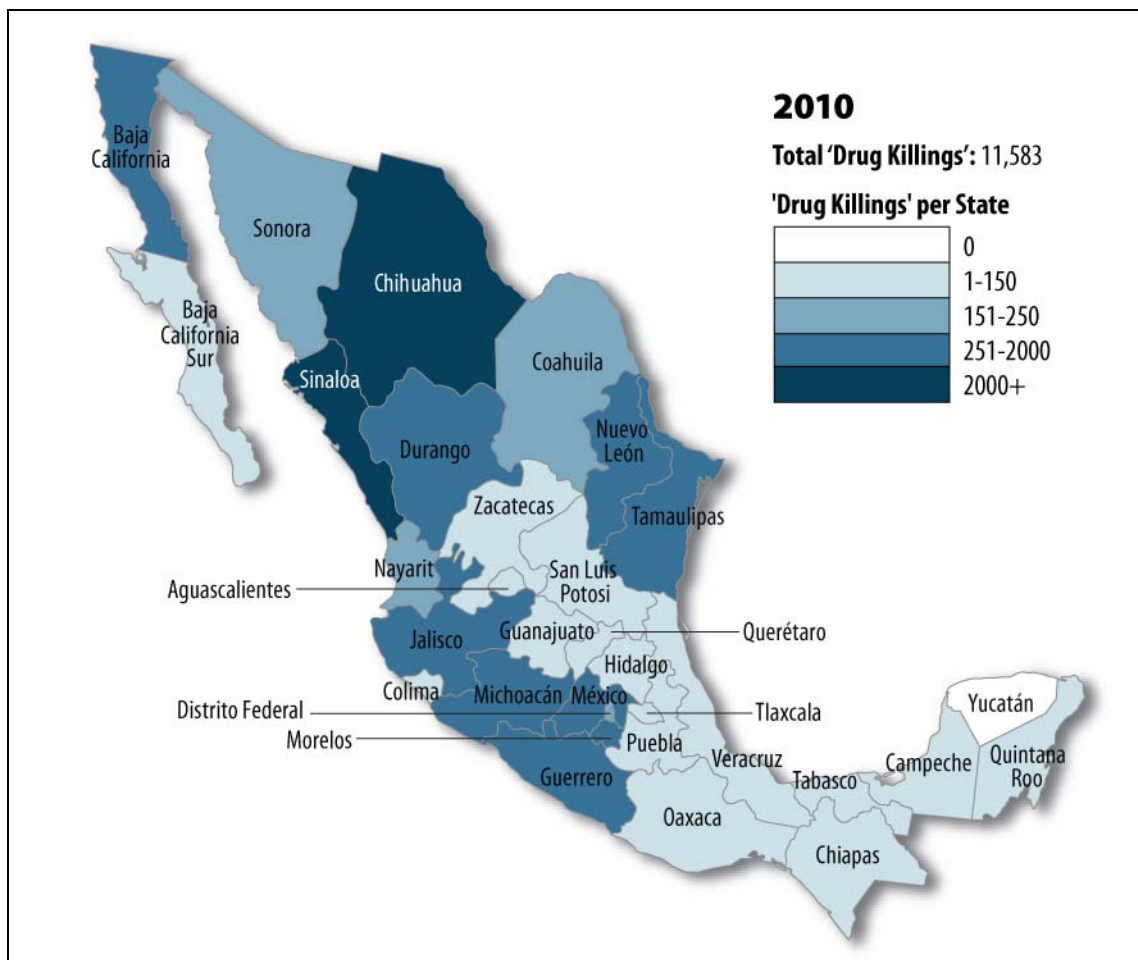 2010
Total ‘Drug Killings’: 11,583
'Drug Killings' per State
0
1-150
151-250
251-2000
2000+
Baja
California
Sonora
Chihuahua
Baja
California
Sur
Sinaloa
Coahuila
Durango
Nuevo
León
Zacatecas
Tamaulipas
Nayarit
San Luis
Potosi
Aguascalientes
Jalisco
Guanajuato
Querétaro
Hidalgo
Colima
Michoacán
México
Distrito Federal
Tlaxcala
Morelos
Puebla
Veracruz
Guerrero
Oaxaca
Tabasco
Chiapas
Campeche
Yucatán
Quintana
Roo